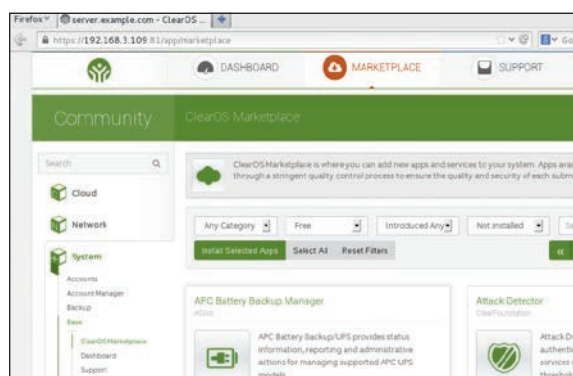 Firefox
server.example.com - ClearOS ...
https://192.168.3.109:81/app/marketplace
Go
DASHBOARD
MARKETPLACE
SUPPORT
Community
ClearOS Marketplace
Search
Cloud
Network
System
Accounts
Account Manager
Backup
Base
ClearOS Marketplace
Dashboard
Support
ClearOS Marketplace is where you can add new apps and services to your system. Apps
through a stringent quality control process to ensure the quality and security of each
Any Category
Free
Introduced Any
Not installed
Install Selected Apps
Select All
Reset Filters
«
APC Battery Backup Manager
APC Battery Backup/UPS provides status
information, reporting and administrative
actions for managing supported APC UPS
models
Attack Detector
ClearFoundation
Attack
services